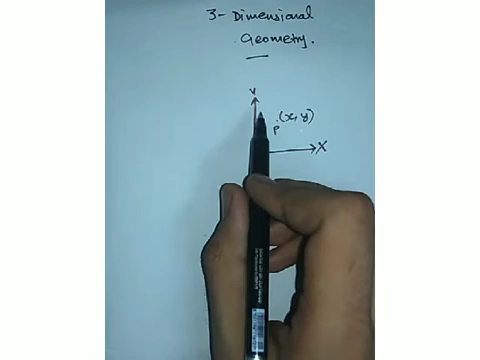 3- Dimensional
Geometry.
Y
P (x, y)
X